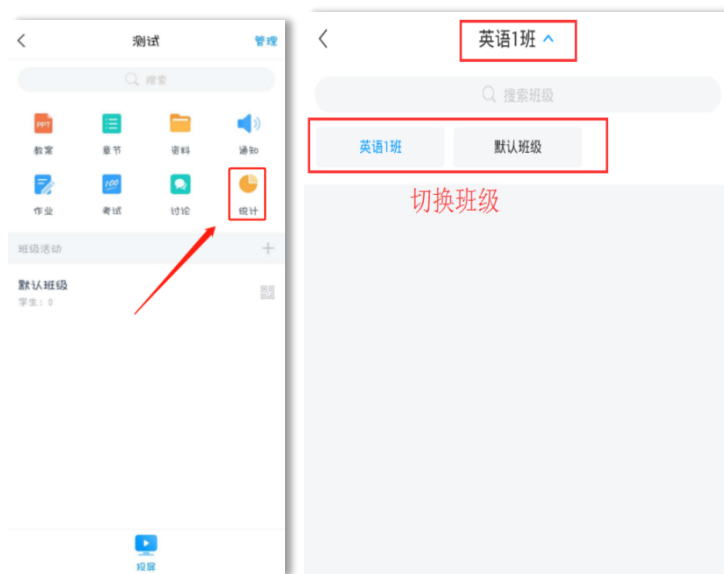 测试
管理
搜索
PPT
教案
章节
资料
通知
100
作业
考试
讨论
统计
班级活动
默认班级
学生：0
投屏
英语1班
搜索班级
英语1班
默认班级
切换班级